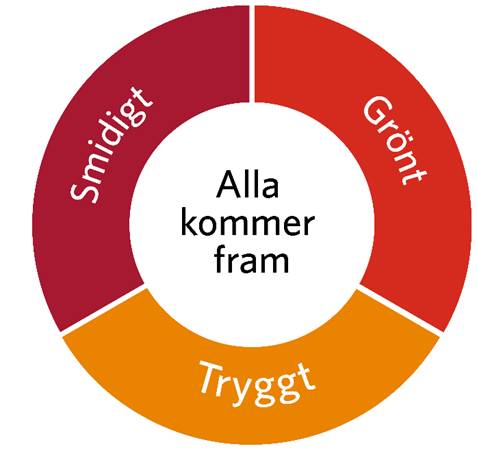 Smidigt
Grönt
Alla
kommer
fram
Tryggt